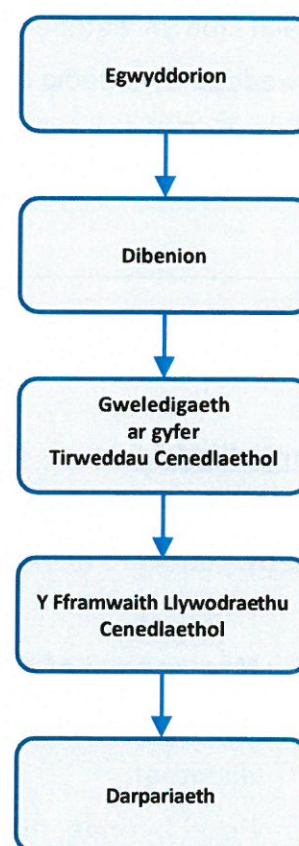 Egwyddorion
Dibenion
Gweledigaeth
ar gyfer
Tirweddau Cenedlaethol
Y Fframwaith Llywodraethu
Cenedlaethol
Darpariaeth